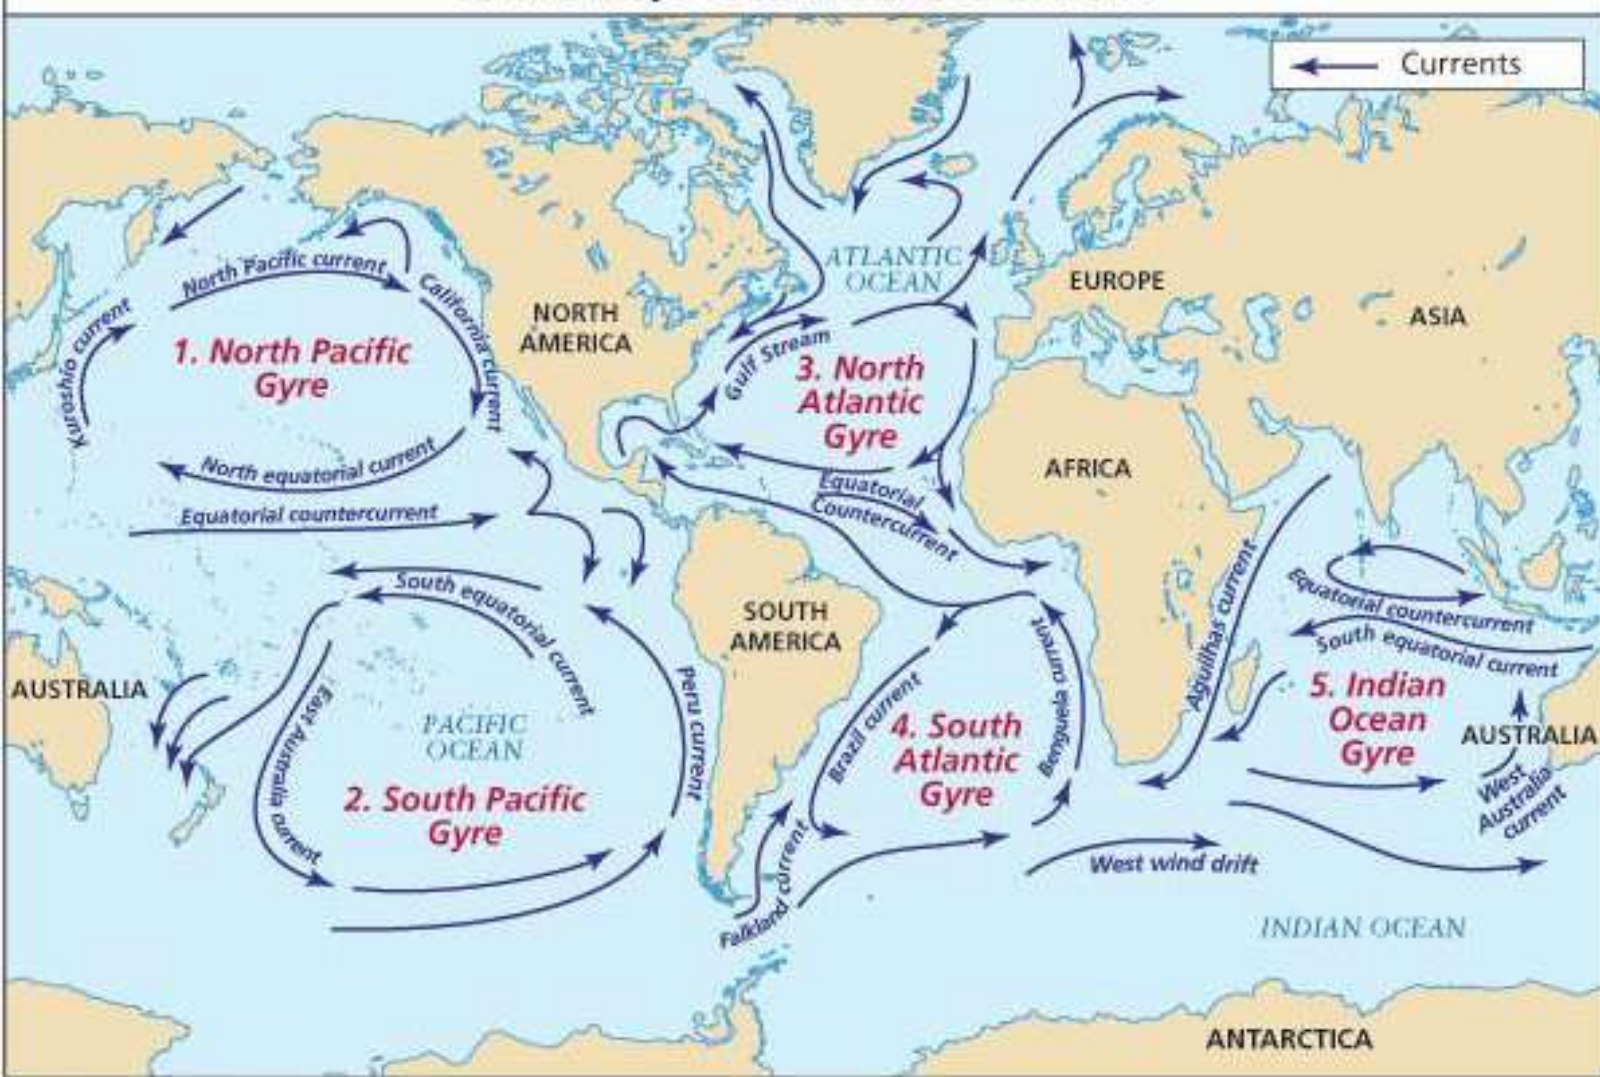 Currents
ATLANTIC
OCEAN
EUROPE
ASIA
NORTH
AMERICA
North Pacific current
California current
Kuroshio current
1. North Pacific
Gyre
Gulf Stream
3. North
Atlantic
Gyre
North equatorial current
Equatorial countercurrent
Equatorial
Countercurrent
AFRICA
South equatorial current
SOUTH
AMERICA
Agullhas current
Equatorial countercurrent
South equatorial current
AUSTRALIA
East Australia current
PACIFIC
OCEAN
2. South Pacific
Gyre
Peru current
Brazil current
4. South
Atlantic
Gyre
Benguela current
5. Indian
Ocean
Gyre
AUSTRALIA
West
Australia
current
Falkland current
West wind drift
INDIAN OCEAN
ANTARCTICA